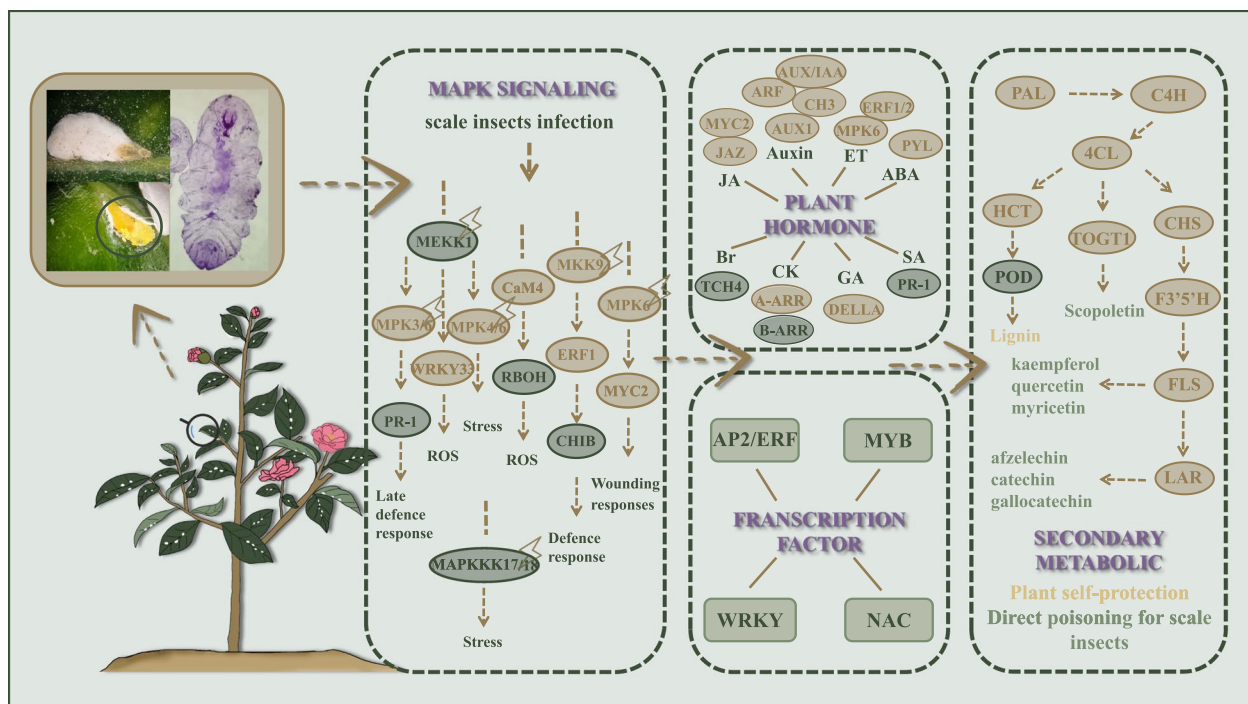 MAPK SIGNALING
scale insects infection
MEKK1
MKK9
CaM4
MPK6
MPK3/6
MPK4/6
WRKY33
RBOH
ERF1
MYC2
PR-1
Stress
CHIB
ROS
ROS
Late
defence
response
Wounding
responses
Defence
response
MAPKKK17/18
Stress
AUX/IAA
ARF
CH3
ERF1/2
MYC2
AUX1
MPK6
JAZ
PYL
Auxin
ET
JA
ABA
PLANT
HORMONE
Br
CK
GA
SA
TCH4
A-ARR
B-ARR
DELLA
PR-1
AP2/ERF
MYB
FRANSCRIPTION
FACTOR
WRKY
NAC
PAL
C4H
4CL
HCT
TOGT1
CHS
POD
F3'5'H
Scopoletin
Lignin
kaempferol
quercetin
myricetin
FLS
afzelechin
catechin
gallocatechin
LAR
SECONDARY
METABOLIC
Plant self-protection
Direct poisoning for scale
insects